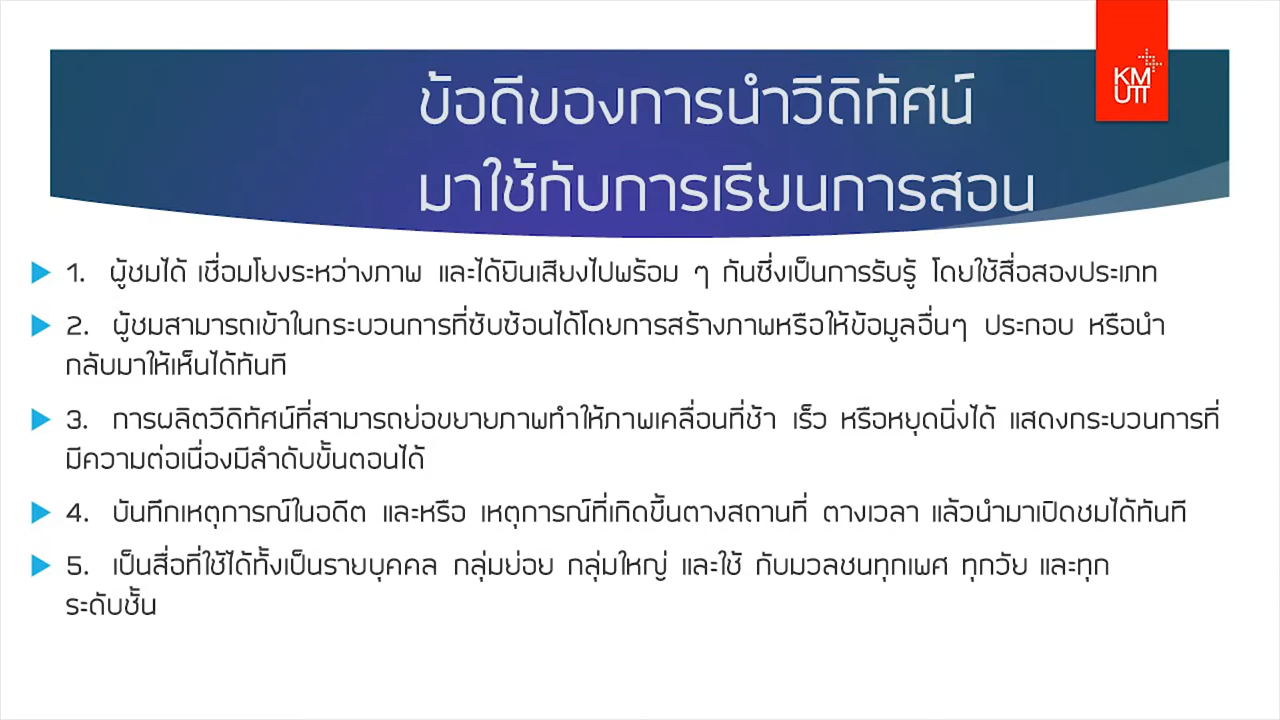 ข้อดีของการนำวีดิทัศน์
มาใช้กับการเรียนการสอน
KM
UTT
1. ผู้ชมได้ เชื่อมโยงระหว่างภาพ และได้ยินเสียงไปพร้อม ๆ กันซึ่งเป็นการรับรู้ โดยใช้สื่อสองประเภท
2. ผู้ชมสามารถเข้าในกระบวนการที่ซับซ้อนได้โดยการสร้างภาพหรือให้ข้อมูลอื่นๆ ประกอบ หรือนำ
กลับมาให้เห็นได้ทันที
3. การผลิตวีดิทัศน์ที่สามารถย่อขยายภาพทำให้ภาพเคลื่อนที่ช้า เร็ว หรือหยุดนิ่งได้ แสดงกระบวนการที่
มีความต่อเนื่องมีลำดับขั้นตอนได้
4. บันทึกเหตุการณ์ในอดีต และหรือ เหตุการณ์ที่เกิดขึ้นตางสถานที่ ตางเวลา แล้วนำมาเปิดชมได้ทันที
5. เป็นสื่อที่ใช้ได้ทั้งเป็นรายบุคคล กลุ่มย่อย กลุ่มใหญ่ และใช้ กับมวลชนทุกเพศ ทุกวัย และทุก
ระดับชั้น